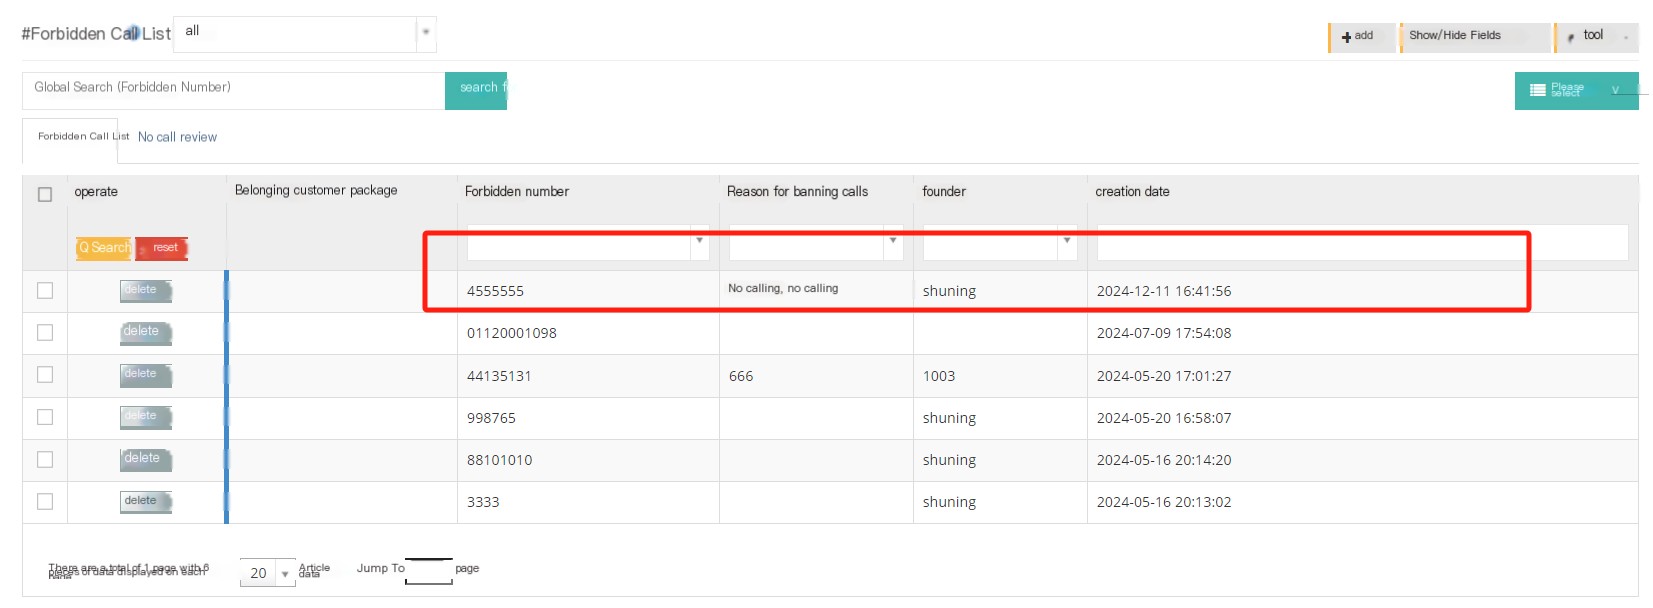 #Forbidden Call List all
add Show/Hide Fields tool
Global Search (Forbidden Number) search
Please select
Forbidden Call List No call review
operate Belonging customer package Forbidden number Reason for banning calls founder creation date
Q Search reset
delete 4555555 No calling, no calling shuning 2024-12-11 16:41:56
delete 01120001098 2024-07-09 17:54:08
delete 44135131 666 1003 2024-05-20 17:01:27
delete 998765 shuning 2024-05-20 16:58:07
delete 88101010 shuning 2024-05-16 20:14:20
delete 3333 shuning 2024-05-16 20:13:02
There are a total of 1 page with 6
pieces of data displayed on each
20 Article data Jump To page